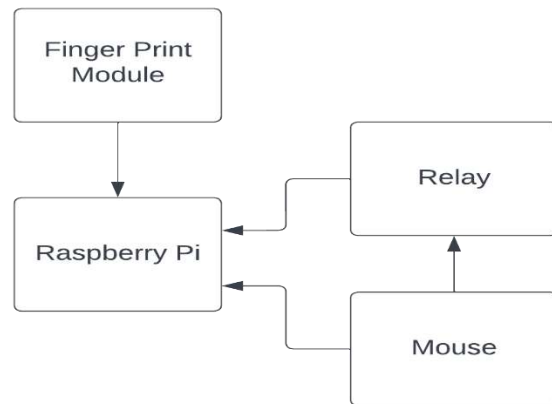 Finger Print
Module
Relay
Raspberry Pi
Mouse